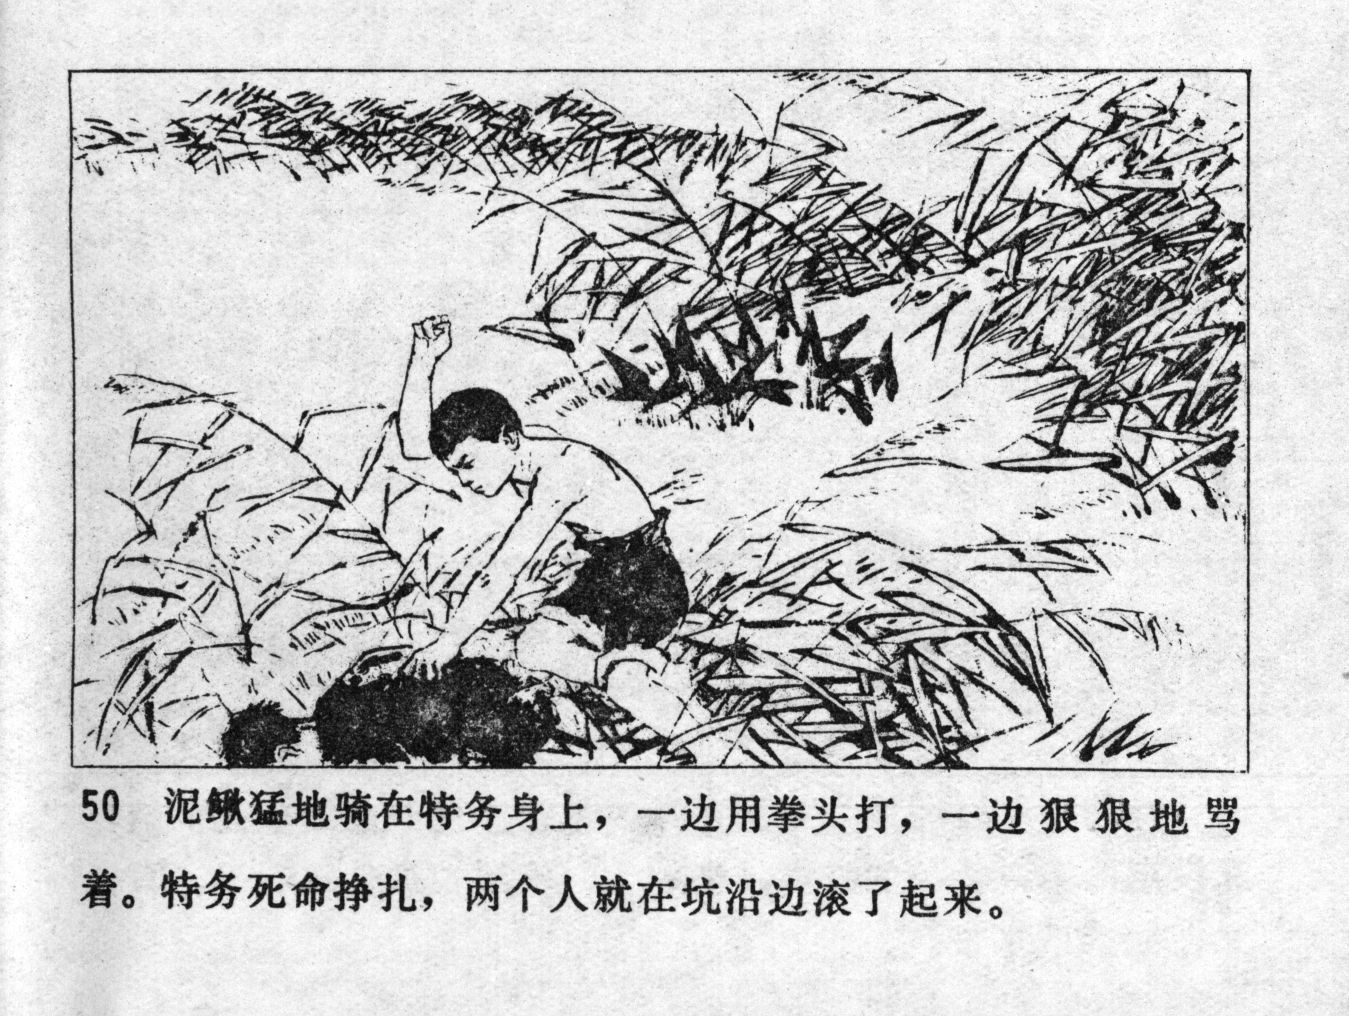 50 泥鳅猛地骑在特务身上，一边用拳头打，一边狠狠地骂
着。特务死命挣扎，两个人就在坑沿边滚了起来。